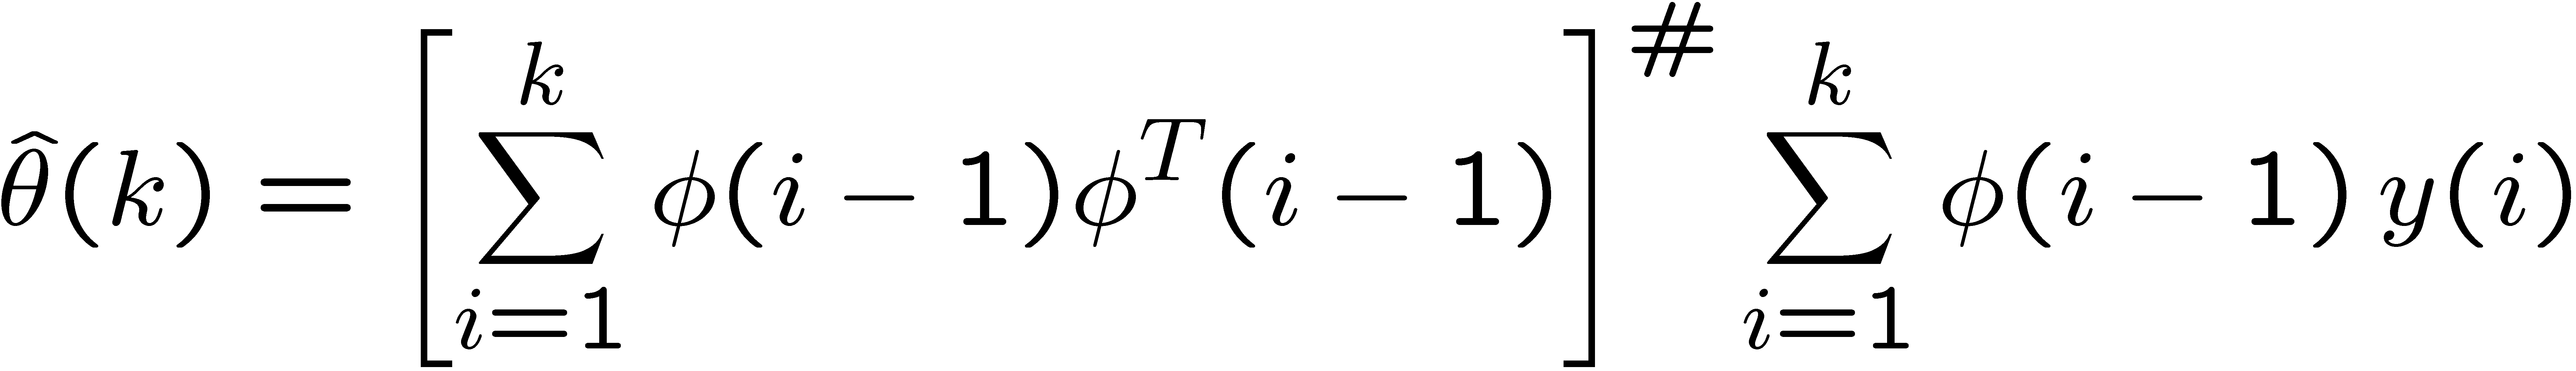 $\hat{\theta}(k) = \left[ \sum_{i=1}^{k} \phi(i-1)\phi^T(i-1) \right]^{\#} \sum_{i=1}^{k} \phi(i-1)\,y(i)$